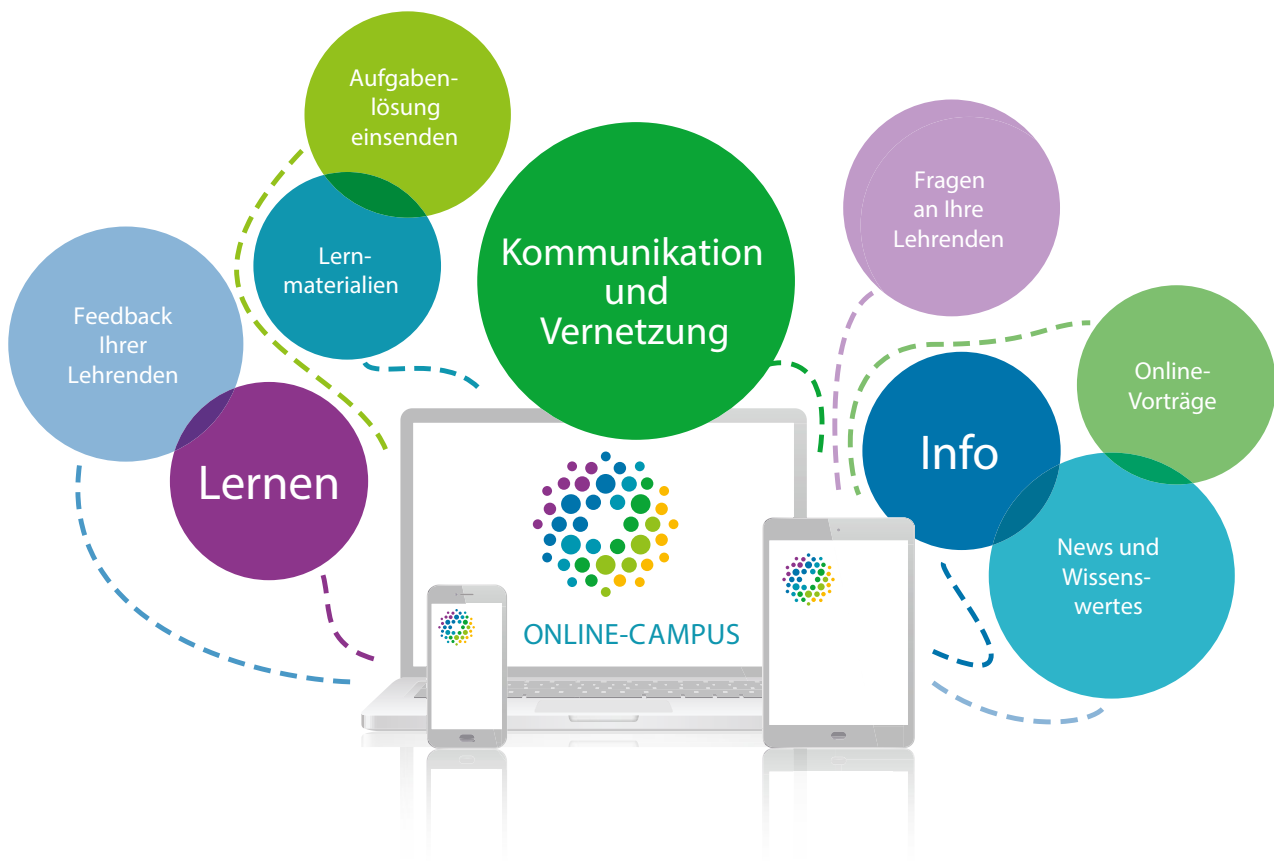 Aufgaben-
lösung
einsenden
Lern-
materialien
Feedback
Ihrer
Lehrenden
Lernen
Kommunikation
und
Vernetzung
Fragen
an Ihre
Lehrenden
Online-
Vorträge
Info
News und
Wissens-
wertes
ONLINE-CAMPUS